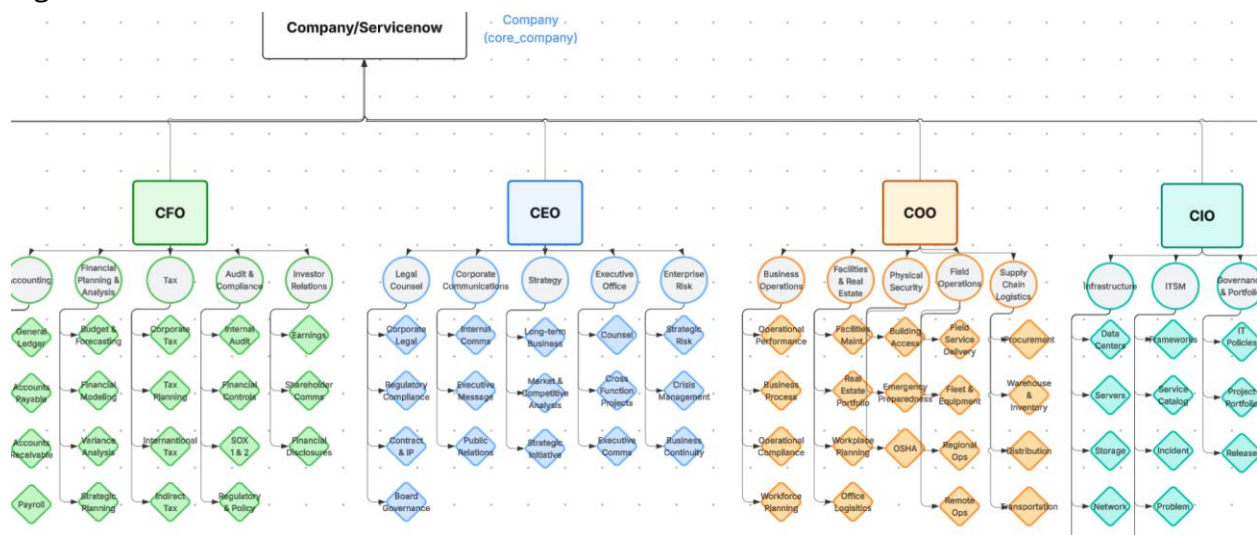 Company/Servicenow
Company
(core_company)
CFO
CEO
COO
CIO
ccounting
Financial
Planning &
Analysis
Tax
Audit &
Compliance
Investor
Relations
Legal
Counsel
Corporate
Communications
Strategy
Executive
Office
Enterprise
Risk
Business
Operations
Facilities
& Real
Estate
Physical
Security
Field
Operations
Supply
Chain
Logistics
Infrastructure
ITSM
Governance
& Portfolio
General
Ledger
Budget &
Forecasting
Corporate
Tax
Internal
Audit
Earnings
Corporate
Legal
Internal
Comms
Long-term
Business
Counsel
Strategic
Risk
Operational
Performance
Facilities
Maint.
Building
Access
Field
Service
Delivery
Procurement
Data
Centers
Frameworks
IT
Policies
Accounts
Payable
Financial
Modeling
Tax
Planning
Financial
Controls
Shareholder
Comms
Regulatory
Compliance
Executive
Message
Market &
Competitive
Analysis
Cross
Function
Projects
Crisis
Management
Business
Process
Real
Estate
Portfolio
Emergency
Preparedness
Fleet &
Equipment
Warehouse
&
Inventory
Servers
Service
Catalog
Project
Portfolio
Accounts
Receivable
Variance
Analysis
Internantional
Tax
SOX
1 & 2
Financial
Disclosures
Contract
& IP
Public
Relations
Strategic
Initiative
Executive
Comms
Business
Continuity
Operational
Compliance
Workplace
Planning
OSHA
Regional
Ops
Distribution
Storage
Incident
Release
Payroll
Strategic
Planning
Indirect
Tax
Regulatory
& Policy
Board
Governance
Workforce
Planning
Office
Logisitics
Remote
Ops
Transportation
Network
Problem